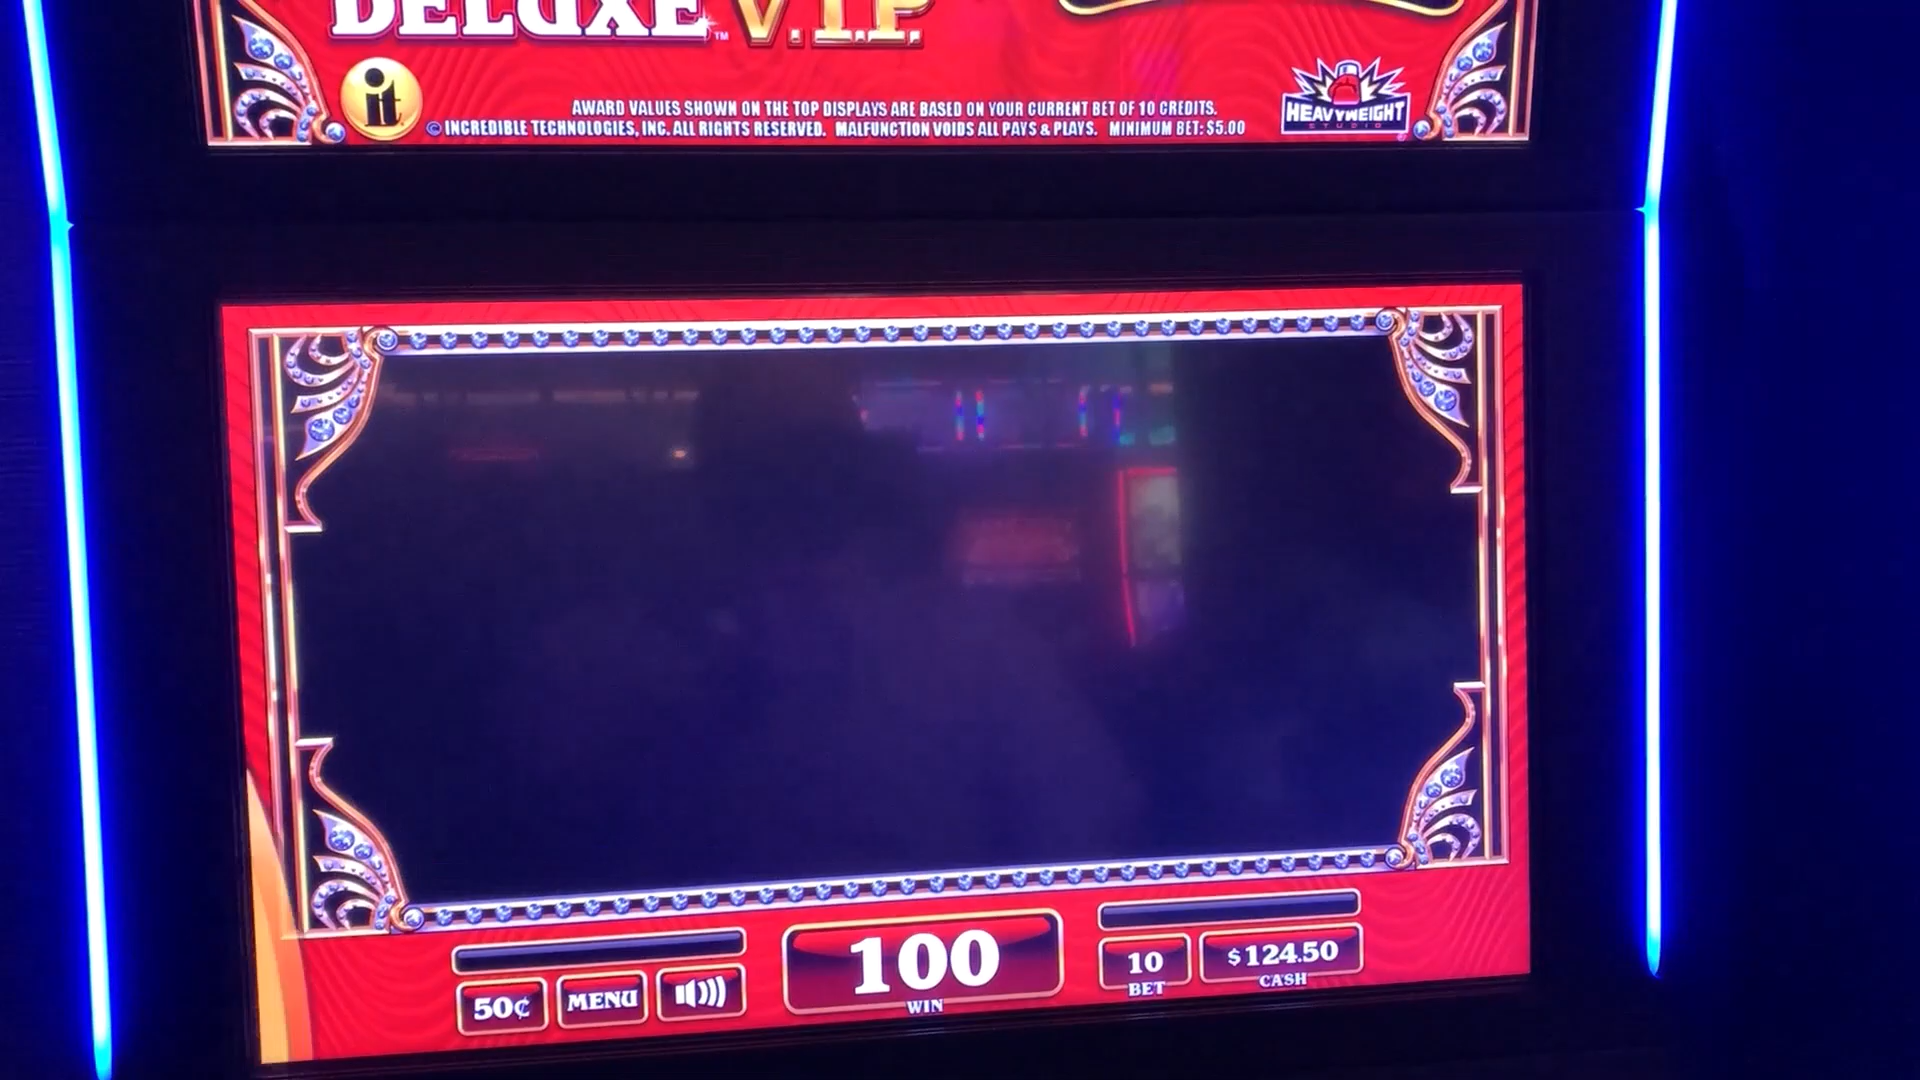 DELUXE™ V.I.P.
it
AWARD VALUES SHOWN ON THE TOP DISPLAYS ARE BASED ON YOUR CURRENT BET OF 10 CREDITS.
© INCREDIBLE TECHNOLOGIES, INC. ALL RIGHTS RESERVED. MALFUNCTION VOIDS ALL PAYS & PLAYS. MINIMUM BET: $5.00
HEAVYWEIGHT
STUDIO
50¢
MENU
100
WIN
10
BET
$124.50
CASH